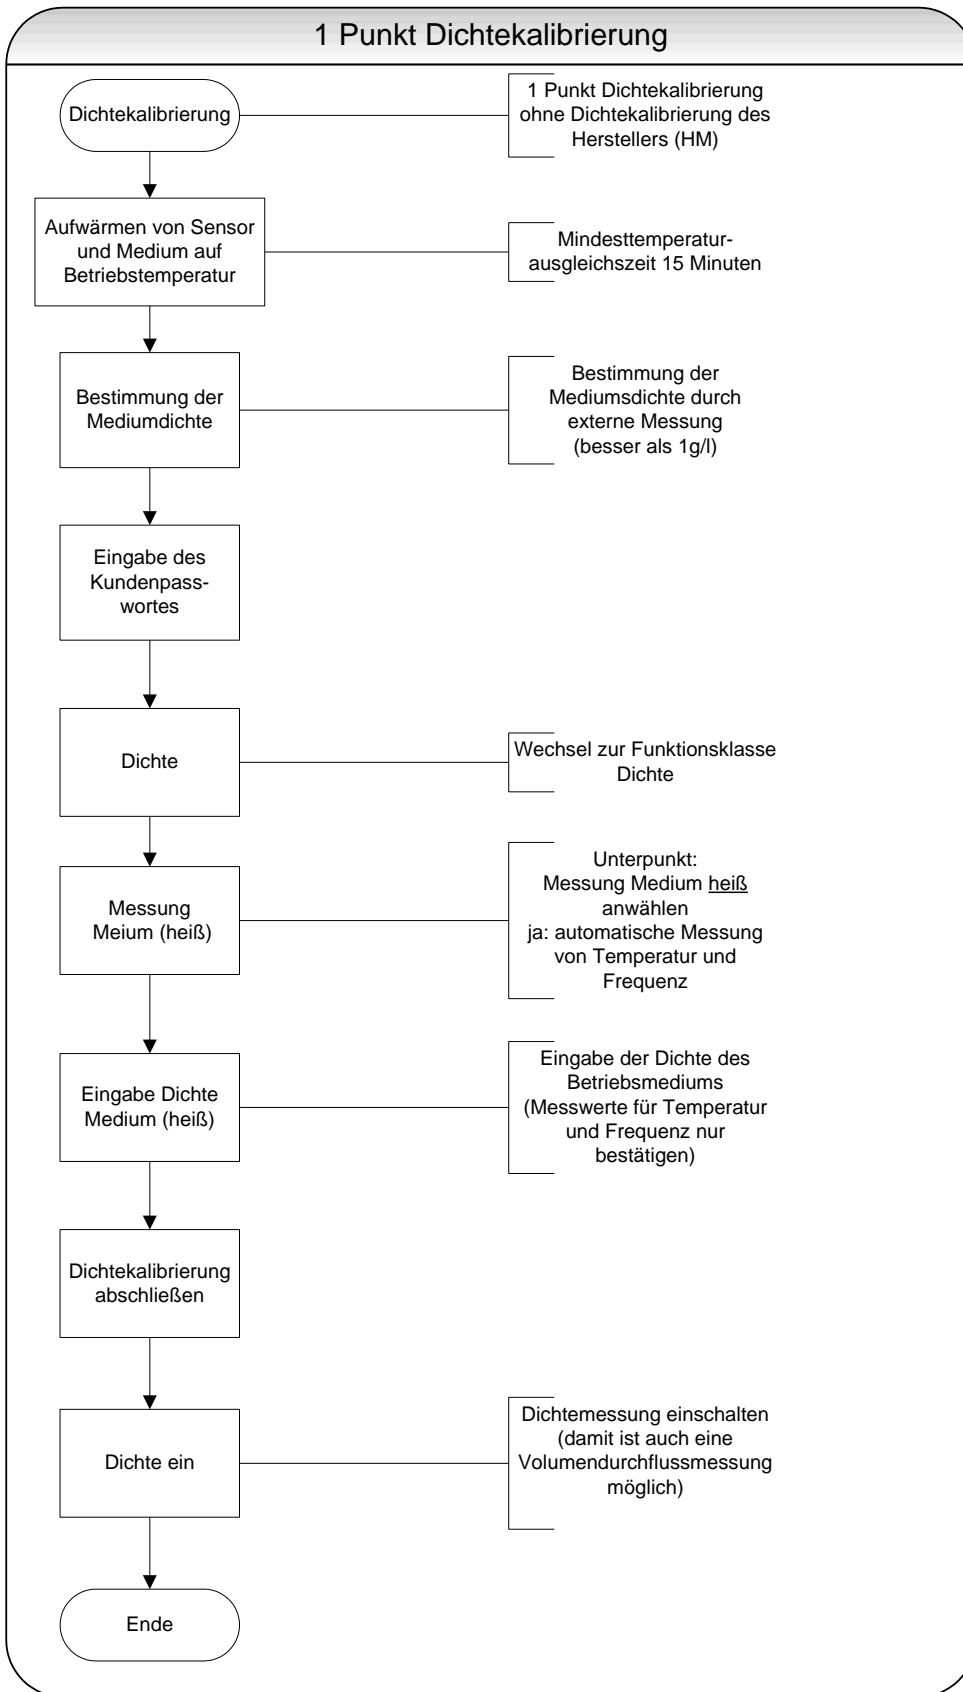 1 Punkt Dichtekalibrierung
Dichtekalibrierung
1 Punkt Dichtekalibrierung
ohne Dichtekalibrierung des
Herstellers (HM)
Aufwärmen von Sensor
und Medium auf
Betriebstemperatur
Mindesttemperatur-
ausgleichszeit 15 Minuten
Bestimmung der
Mediumdichte
Bestimmung der
Mediumsdichte durch
externe Messung
(besser als 1g/l)
Eingabe des
Kundenpass-
wortes
Dichte
Wechsel zur Funktionsklasse
Dichte
Messung
Meium (heiß)
Unterpunkt:
Messung Medium heiß
anwählen
ja: automatische Messung
von Temperatur und
Frequenz
Eingabe Dichte
Medium (heiß)
Eingabe der Dichte des
Betriebsmediums
(Messwerte für Temperatur
und Frequenz nur
bestätigen)
Dichtekalibrierung
abschließen
Dichte ein
Dichtemessung einschalten
(damit ist auch eine
Volumendurchflussmessung
möglich)
Ende